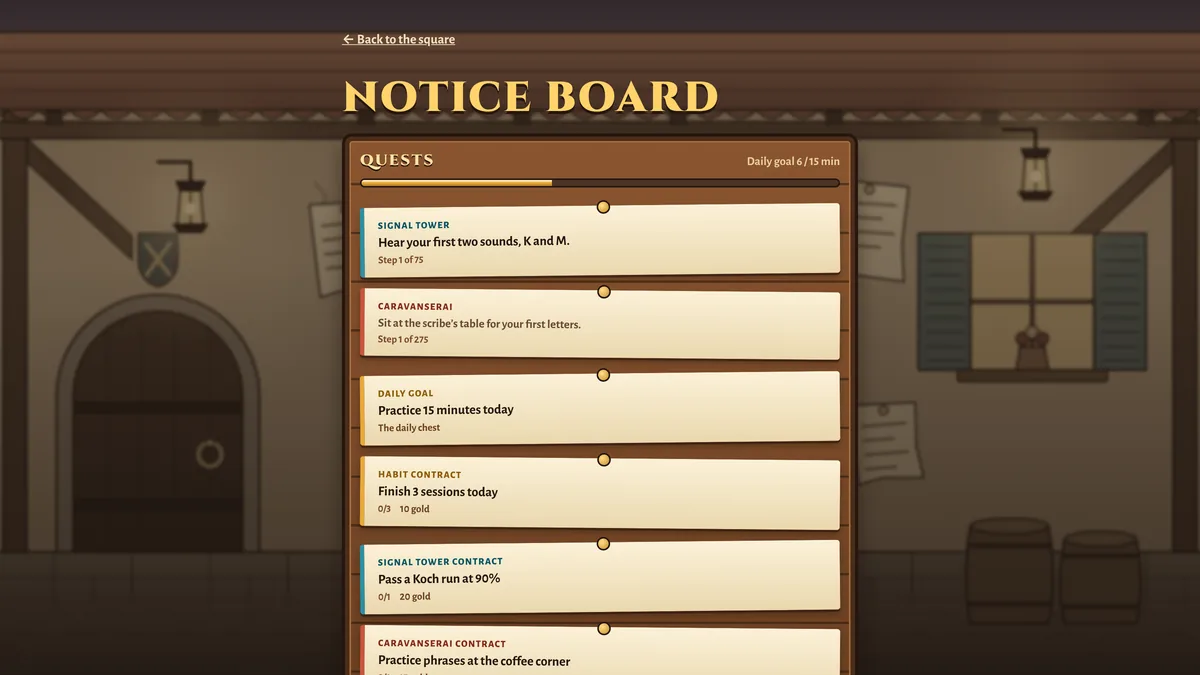 ← Back to the square
NOTICE BOARD
QUESTS
Daily goal 6 / 15 min
SIGNAL TOWER
Hear your first two sounds, K and M.
Step 1 of 75
CARAVANSERAI
Sit at the scribe's table for your first letters.
Step 1 of 275
DAILY GOAL
Practice 15 minutes today
The daily chest
HABIT CONTRACT
Finish 3 sessions today
0/3 10 gold
SIGNAL TOWER CONTRACT
Pass a Koch run at 90%
0/1 20 gold
CARAVANSERAI CONTRACT
Practice phrases at the coffee corner